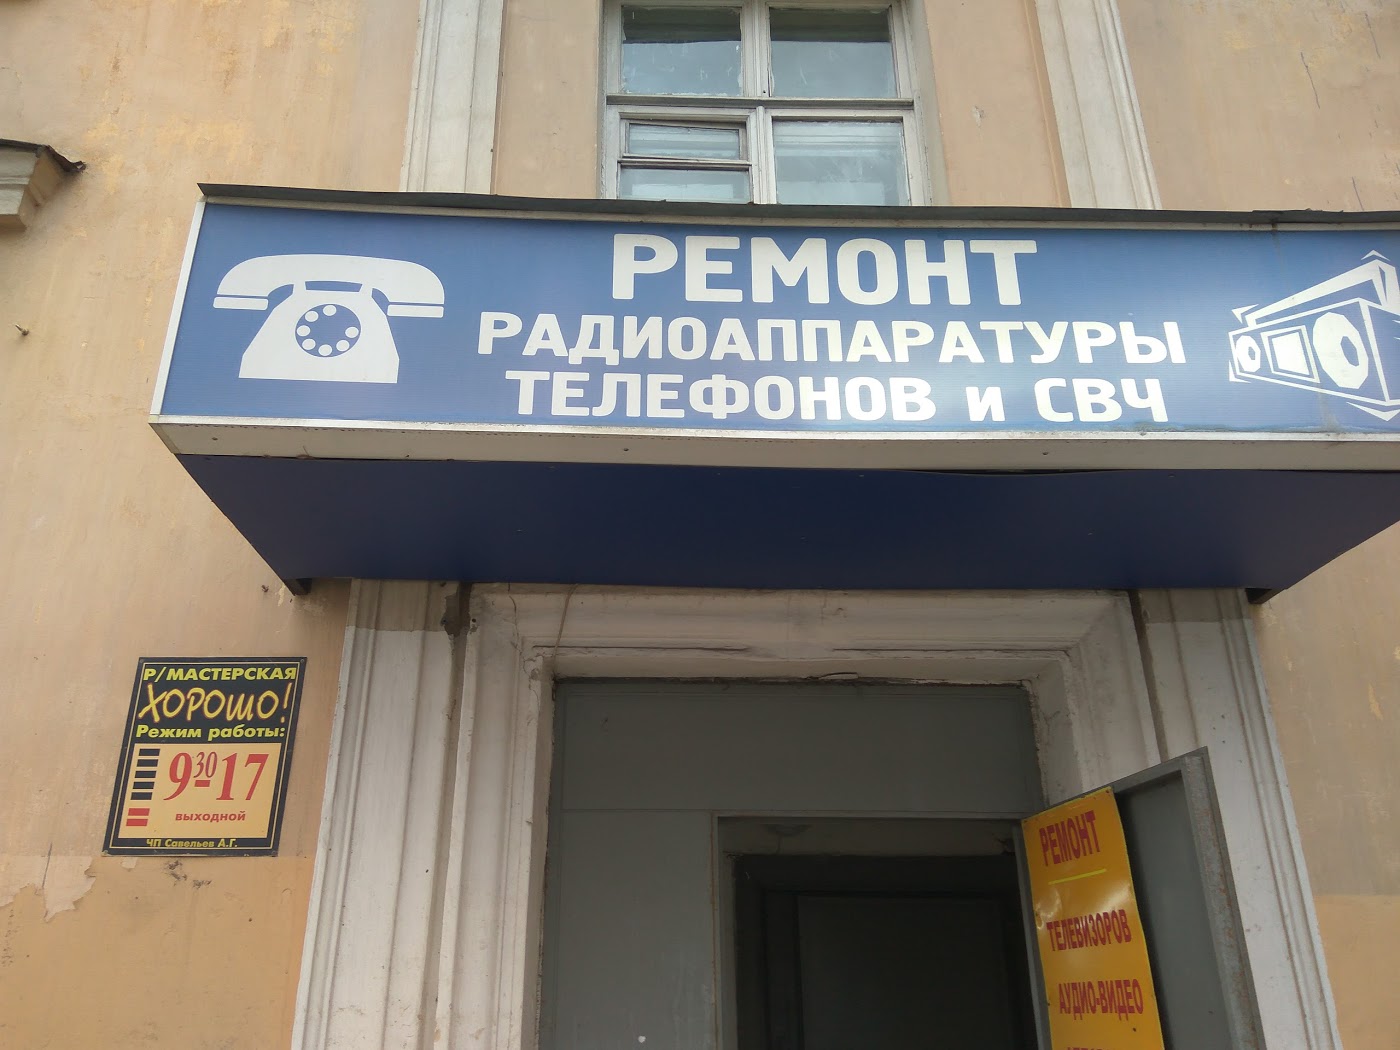 РЕМОНТ
РАДИОАППАРАТУРЫ
ТЕЛЕФОНОВ и СВЧ
Р/МАСТЕРСКАЯ
ХОРОШО!
Режим работы:
9 30 - 17
выходной
ЧП Савельев А.Г.
РЕМОНТ
ТЕЛЕВИЗОРОВ
АУДИО-ВИДЕО